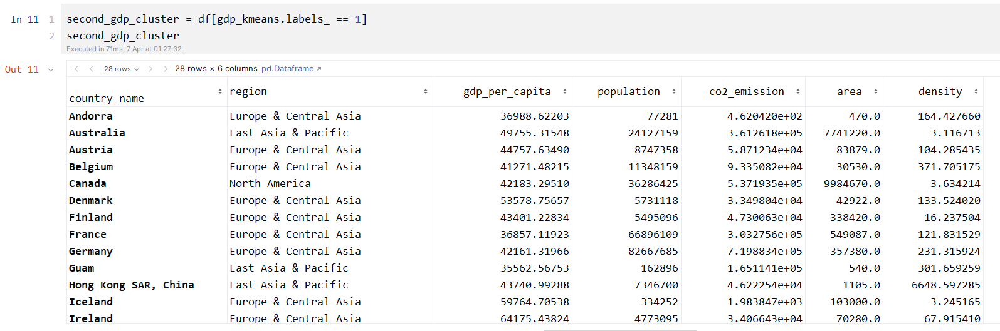 In 11 1 second_gdp_cluster = df[gdp_kmeans.labels_ == 1]
2 second_gdp_cluster
Executed in 71ms, 7 Apr at 01:27:32
Out 11 28 rows 28 rows × 6 columns pd.Dataframe
country_name region gdp_per_capita population co2_emission area density
Andorra Europe & Central Asia 36988.62203 77281 4.620420e+02 470.0 164.427660
Australia East Asia & Pacific 49755.31548 24127159 3.612618e+05 7741220.0 3.116713
Austria Europe & Central Asia 44757.63490 8747358 5.871234e+04 83879.0 104.285435
Belgium Europe & Central Asia 41271.48215 11348159 9.335082e+04 30530.0 371.705175
Canada North America 42183.29510 36286425 5.371935e+05 9984670.0 3.634214
Denmark Europe & Central Asia 53578.75657 5731118 3.349804e+04 42922.0 133.524020
Finland Europe & Central Asia 43401.22834 5495096 4.730063e+04 338420.0 16.237504
France Europe & Central Asia 36857.11923 66896109 3.032756e+05 549087.0 121.831529
Germany Europe & Central Asia 42161.31966 82667685 7.198834e+05 357380.0 231.315924
Guam East Asia & Pacific 35562.56753 162896 1.651141e+05 540.0 301.659259
Hong Kong SAR, China East Asia & Pacific 43740.99288 7346700 4.622254e+04 1105.0 6648.597285
Iceland Europe & Central Asia 59764.70538 334252 1.983847e+03 103000.0 3.245165
Ireland Europe & Central Asia 64175.43824 4773095 3.406643e+04 70280.0 67.915410